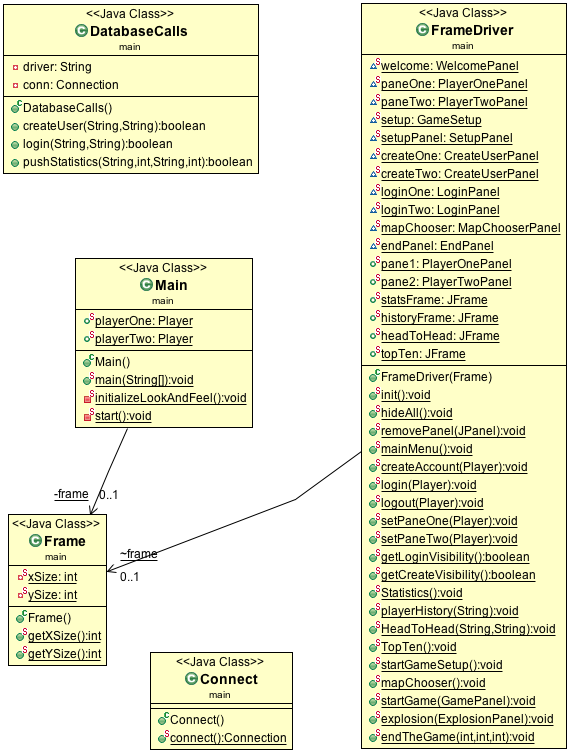 <<Java Class>>
DatabaseCalls
main
driver: String
conn: Connection
DatabaseCalls()
createUser(String,String):boolean
login(String,String):boolean
pushStatistics(String,int,String,int):boolean
<<Java Class>>
FrameDriver
main
welcome: WelcomePanel
paneOne: PlayerOnePanel
paneTwo: PlayerTwoPanel
setup: GameSetup
setupPanel: SetupPanel
createOne: CreateUserPanel
createTwo: CreateUserPanel
loginOne: LoginPanel
loginTwo: LoginPanel
mapChooser: MapChooserPanel
endPanel: EndPanel
pane1: PlayerOnePanel
pane2: PlayerTwoPanel
statsFrame: JFrame
historyFrame: JFrame
headToHead: JFrame
topTen: JFrame
FrameDriver(Frame)
init():void
hideAll():void
removePanel(JPanel):void
mainMenu():void
createAccount(Player):void
login(Player):void
logout(Player):void
setPaneOne(Player):void
setPaneTwo(Player):void
getLoginVisibility():boolean
getCreateVisibility():boolean
Statistics():void
playerHistory(String):void
HeadToHead(String,String):void
TopTen():void
startGameSetup():void
mapChooser():void
startGame(GamePanel):void
explosion(ExplosionPanel):void
endTheGame(int,int,int):void
<<Java Class>>
Main
main
playerOne: Player
playerTwo: Player
Main()
main(String[]):void
initializeLookAndFeel():void
start():void
-frame 0..1
~frame
0..1
<<Java Class>>
Frame
main
xSize: int
ySize: int
Frame()
getXSize():int
getYSize():int
<<Java Class>>
Connect
main
Connect()
connect():Connection